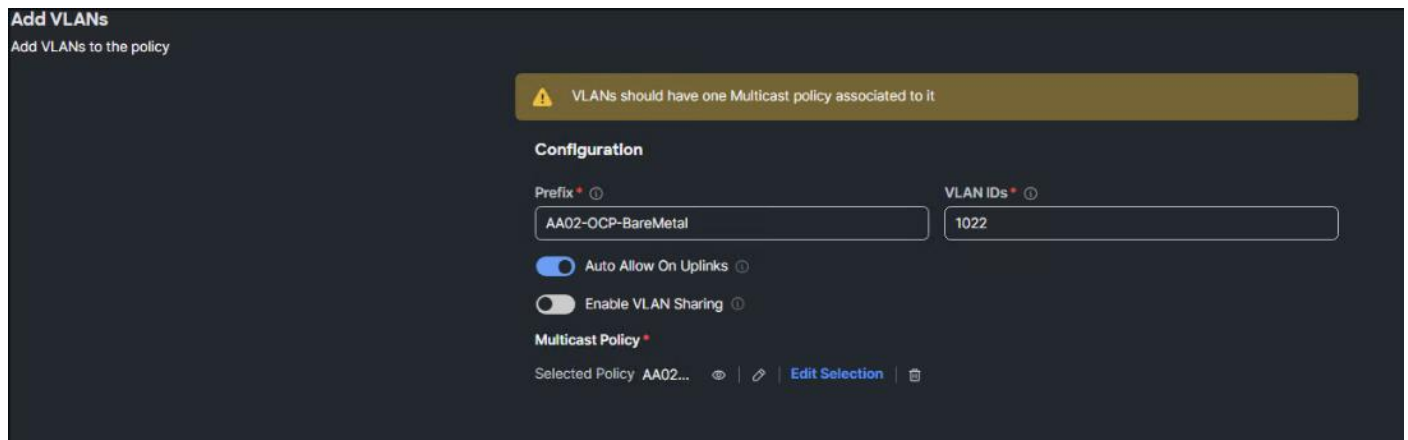 Add VLANs
Add VLANs to the policy
VLANs should have one Multicast policy associated to it
Configuration
Prefix * VLAN IDs *
AA02-OCP-BareMetal 1022
Auto Allow On Uplinks
Enable VLAN Sharing
Multicast Policy *
Selected Policy AA02... | | Edit Selection |